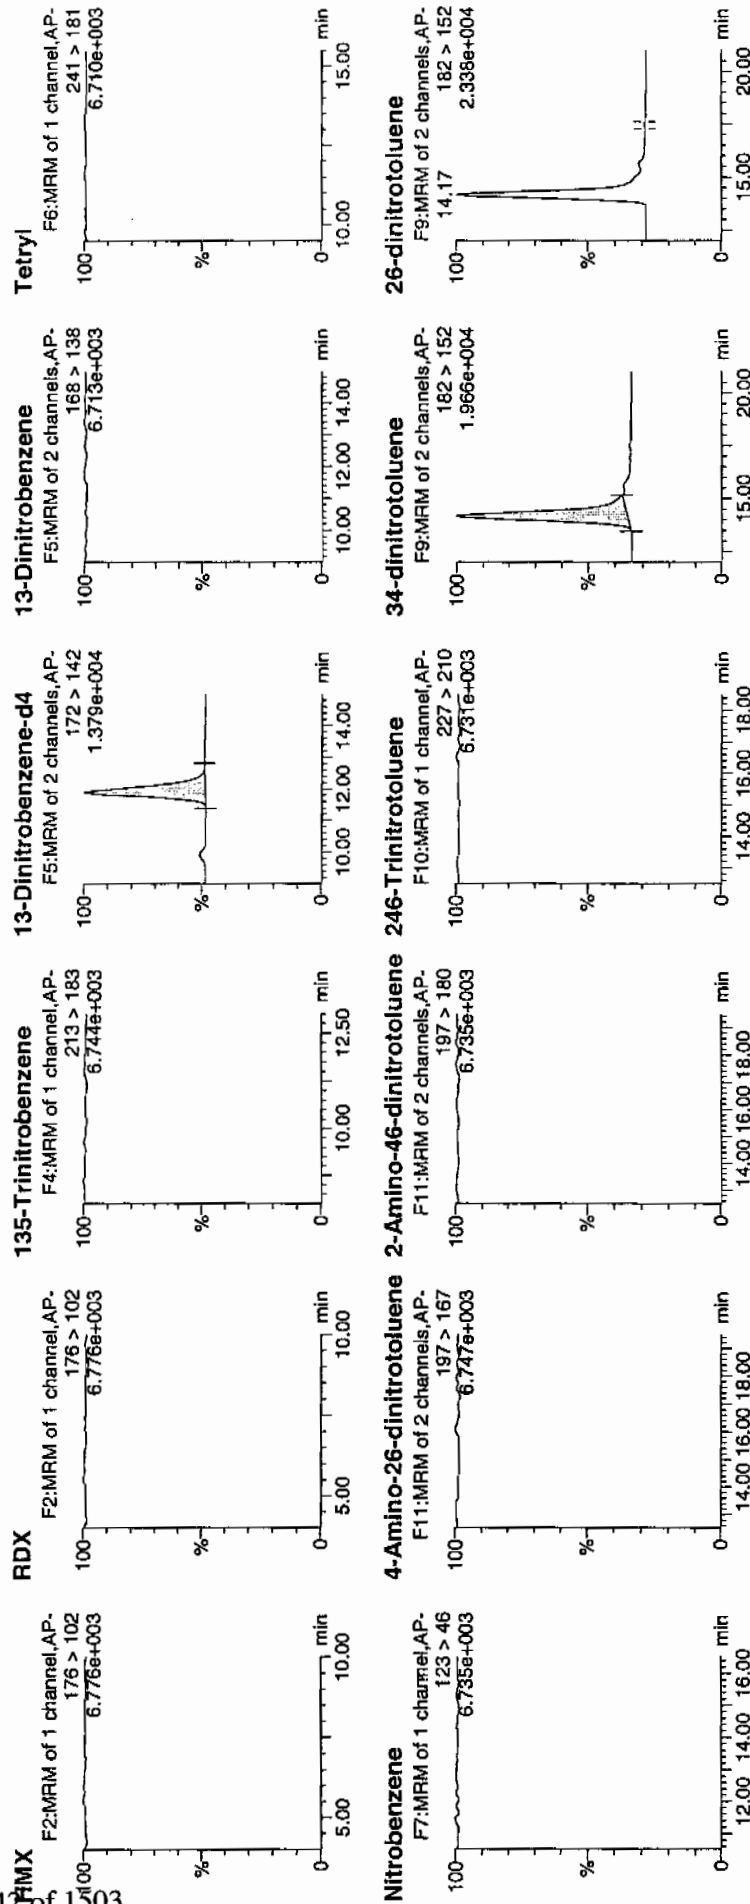 HMX
F2:MRM of 1 channel,AP-
176 > 102
6.776e+003
100
%
0
5.00 10.00 min
RDX
F2:MRM of 1 channel,AP-
176 > 102
6.776e+003
100
%
0
5.00 10.00 min
135-Trinitrobenzene
F4:MRM of 1 channel,AP-
213 > 183
6.744e+003
100
%
0
10.00 12.50 min
13-Dinitrobenzene-d4
F5:MRM of 2 channels,AP-
172 > 142
1.379e+004
100
%
0
10.00 12.00 14.00 min
13-Dinitrobenzene
F5:MRM of 2 channels,AP-
168 > 138
6.713e+003
100
%
0
10.00 12.00 14.00 min
Tetryl
F6:MRM of 1 channel,AP-
241 > 181
6.710e+003
100
%
0
10.00 15.00 min
Nitrobenzene
F7:MRM of 1 channel,AP-
123 > 46
6.735e+003
100
%
0
12.00 14.00 16.00 min
4-Amino-26-dinitrotoluene
F11:MRM of 2 channels,AP-
197 > 167
6.747e+003
100
%
0
14.00 16.00 18.00 min
2-Amino-46-dinitrotoluene
F11:MRM of 2 channels,AP-
197 > 180
6.735e+003
100
%
0
14.00 16.00 18.00 min
246-Trinitrotoluene
F10:MRM of 1 channel,AP-
227 > 210
6.731e+003
100
%
0
14.00 16.00 18.00 min
34-dinitrotoluene
F9:MRM of 2 channels,AP-
182 > 152
1.966e+004
100
%
0
15.00 20.00 min
26-dinitrotoluene
F9:MRM of 2 channels,AP-
14.17
182 > 152
2.338e+004
100
%
0
15.00 20.00 min
of 1503